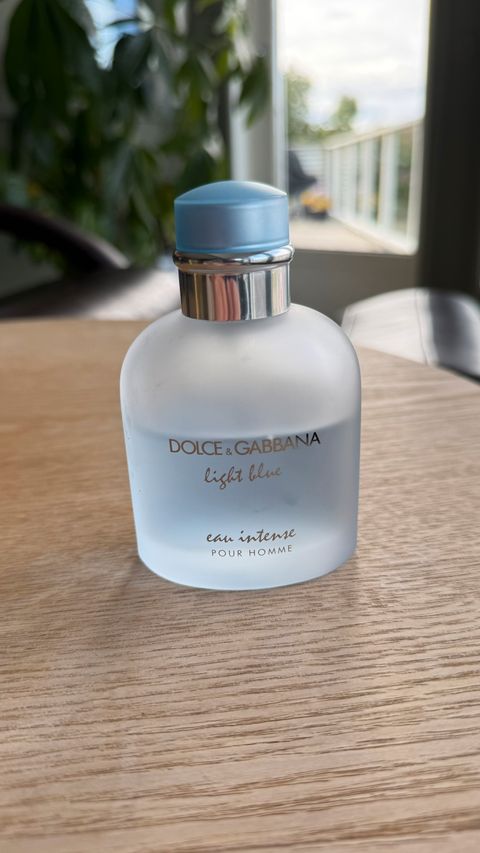 DOLCE & GABBANA
light blue
eau intense
POUR HOMME